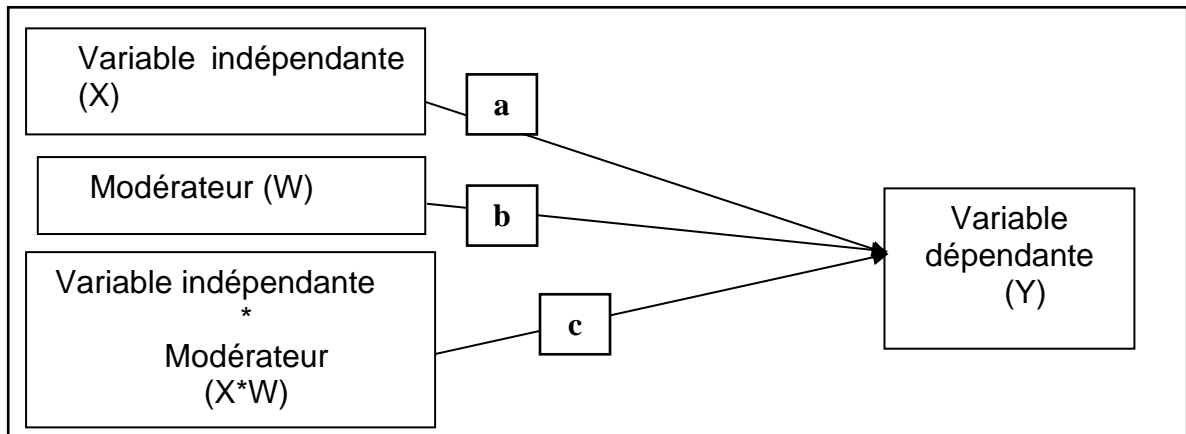 Variable indépendante
(X)
a
Modérateur (W)
b
Variable indépendante
*
Modérateur
(X*W)
c
Variable
dépendante
(Y)